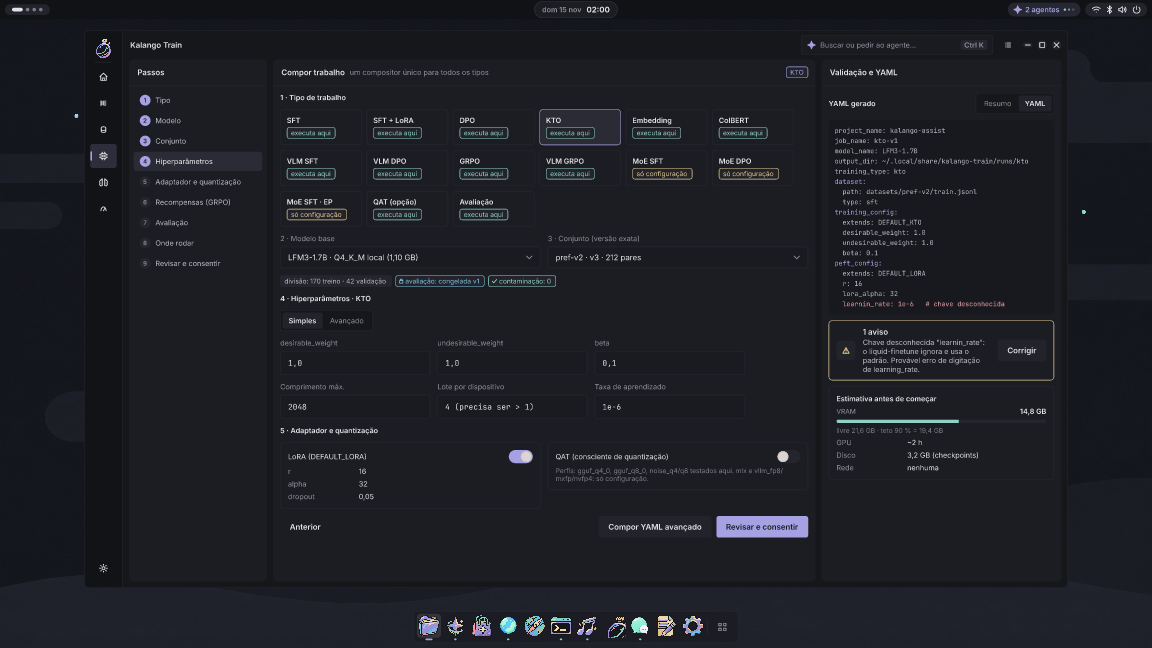 dom 15 nov 02:00
2 agentes
Kalango Train
Buscar ou pedir ao agente... Ctrl K
Passos
1 Tipo
2 Modelo
3 Conjunto
4 Hiperparâmetros
5 Adaptador e quantização
6 Recompensas (GRPO)
7 Avaliação
8 Onde rodar
9 Revisar e consentir
Compor trabalho um compositor único para todos os tipos KTO
1 · Tipo de trabalho
SFT
executa aqui
SFT + LoRA
executa aqui
DPO
executa aqui
KTO
executa aqui
Embedding
executa aqui
ColBERT
executa aqui
VLM SFT
executa aqui
VLM DPO
executa aqui
GRPO
executa aqui
VLM GRPO
executa aqui
MoE SFT
só configuração
MoE DPO
só configuração
MoE SFT · EP
só configuração
QAT (opção)
executa aqui
Avaliação
executa aqui
2 · Modelo base
LFM3-1.7B · Q4_K_M local (1,10 GB)
3 · Conjunto (versão exata)
pref-v2 · v3 · 212 pares
divisão: 170 treino · 42 validação
avaliação: congelada v1
contaminação: 0
4 · Hiperparâmetros · KTO
Simples Avançado
desirable_weight
1,0
undesirable_weight
1,0
beta
0,1
Comprimento máx.
2048
Lote por dispositivo
4 (precisa ser > 1)
Taxa de aprendizado
1e-6
5 · Adaptador e quantização
LoRA (DEFAULT_LORA)
r 16
alpha 32
dropout 0,05
QAT (consciente de quantização)
Perfis: gguf_q4_0, gguf_q8_0, noise_q4/q8 testados aqui. mlx e vllm_fp8/
mxfp/nvfp4: só configuração.
Anterior
Compor YAML avançado
Revisar e consentir
Validação e YAML
YAML gerado
Resumo YAML
project_name: kalango-assist
job_name: kto-v1
model_name: LFM3-1.7B
output_dir: ~/.local/share/kalango-train/runs/kto
training_type: kto
dataset:
path: datasets/pref-v2/train.jsonl
type: sft
training_config:
extends: DEFAULT_KTO
desirable_weight: 1.0
undesirable_weight: 1.0
beta: 0.1
peft_config:
extends: DEFAULT_LORA
r: 16
lora_alpha: 32
learnin_rate: 1e-6 # chave desconhecida
1 aviso
Chave desconhecida "learnin_rate":
o liquid-finetune ignora e usa o
padrão. Provável erro de digitação
de learning_rate.
Corrigir
Estimativa antes de começar
VRAM 14,8 GB
livre 21,6 GB · teto 90 % = 19,4 GB
GPU ~2 h
Disco 3,2 GB (checkpoints)
Rede nenhuma